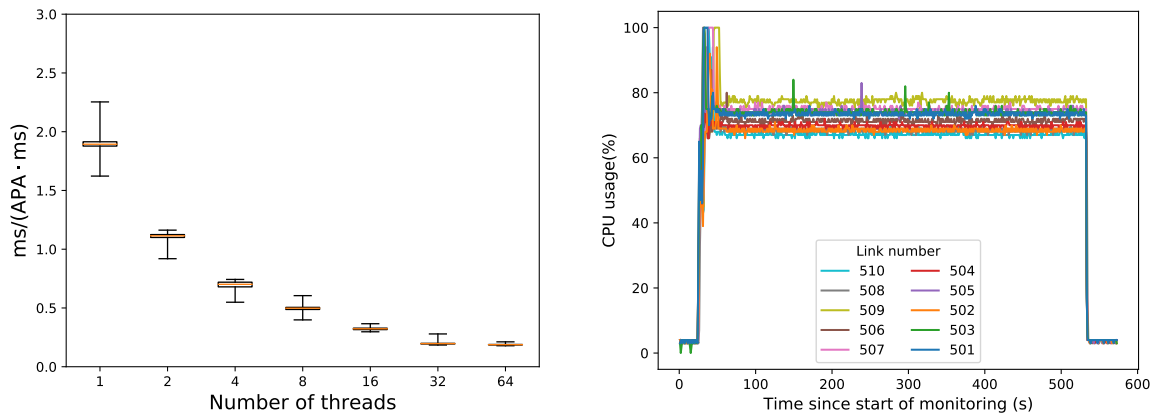 3.0
2.5
2.0
1.5
1.0
0.5
0.0
ms/(APA · ms)
1 2 4 8 16 32 64
Number of threads
100
80
60
40
20
0
CPU usage(%)
Link number
510 504
508 505
509 502
506 503
507 501
0 100 200 300 400 500 600
Time since start of monitoring (s)